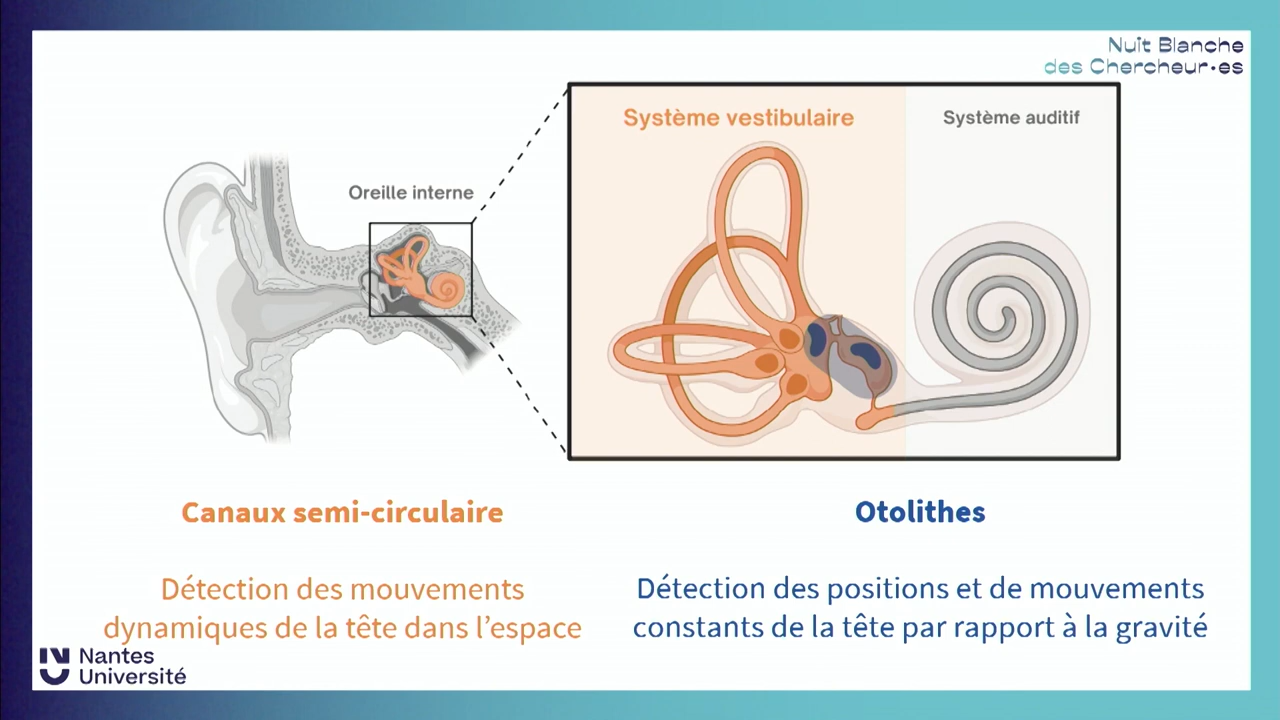 Nuit Blanche
des Chercheur·es
Système vestibulaire
Système auditif
Oreille interne
Canaux semi-circulaire
Otolithes
Détection des mouvements
dynamiques de la tête dans l'espace
Détection des positions et de mouvements
constants de la tête par rapport à la gravité
Nantes
Université